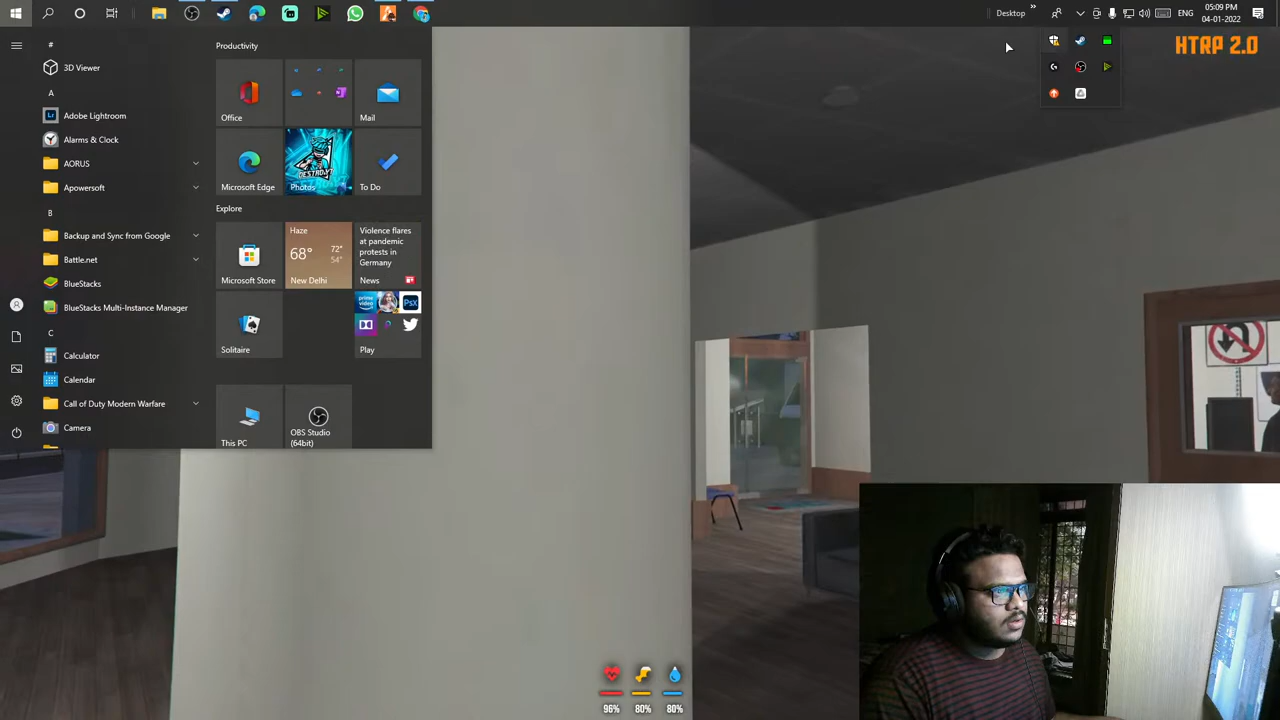 Desktop
ENG
05:09 PM
04-01-2022
HTRP 2.0
#
3D Viewer
A
Adobe Lightroom
Alarms & Clock
AORUS
Apowersoft
B
Backup and Sync from Google
Battle.net
BlueStacks
BlueStacks Multi-Instance Manager
C
Calculator
Calendar
Call of Duty Modern Warfare
Camera
Productivity
Office
Mail
Microsoft Edge
Photos
To Do
Explore
Microsoft Store
Haze
68°
72°
54°
New Delhi
Violence flares
at pandemic
protests in
Germany
News
Solitaire
prime video
PsX
Play
This PC
OBS Studio
(64bit)
96%
80%
80%